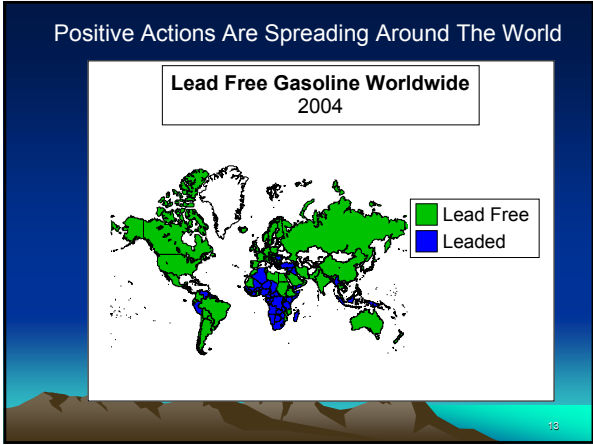 Positive Actions Are Spreading Around The World
Lead Free Gasoline Worldwide
2004
Lead Free
Leaded
13